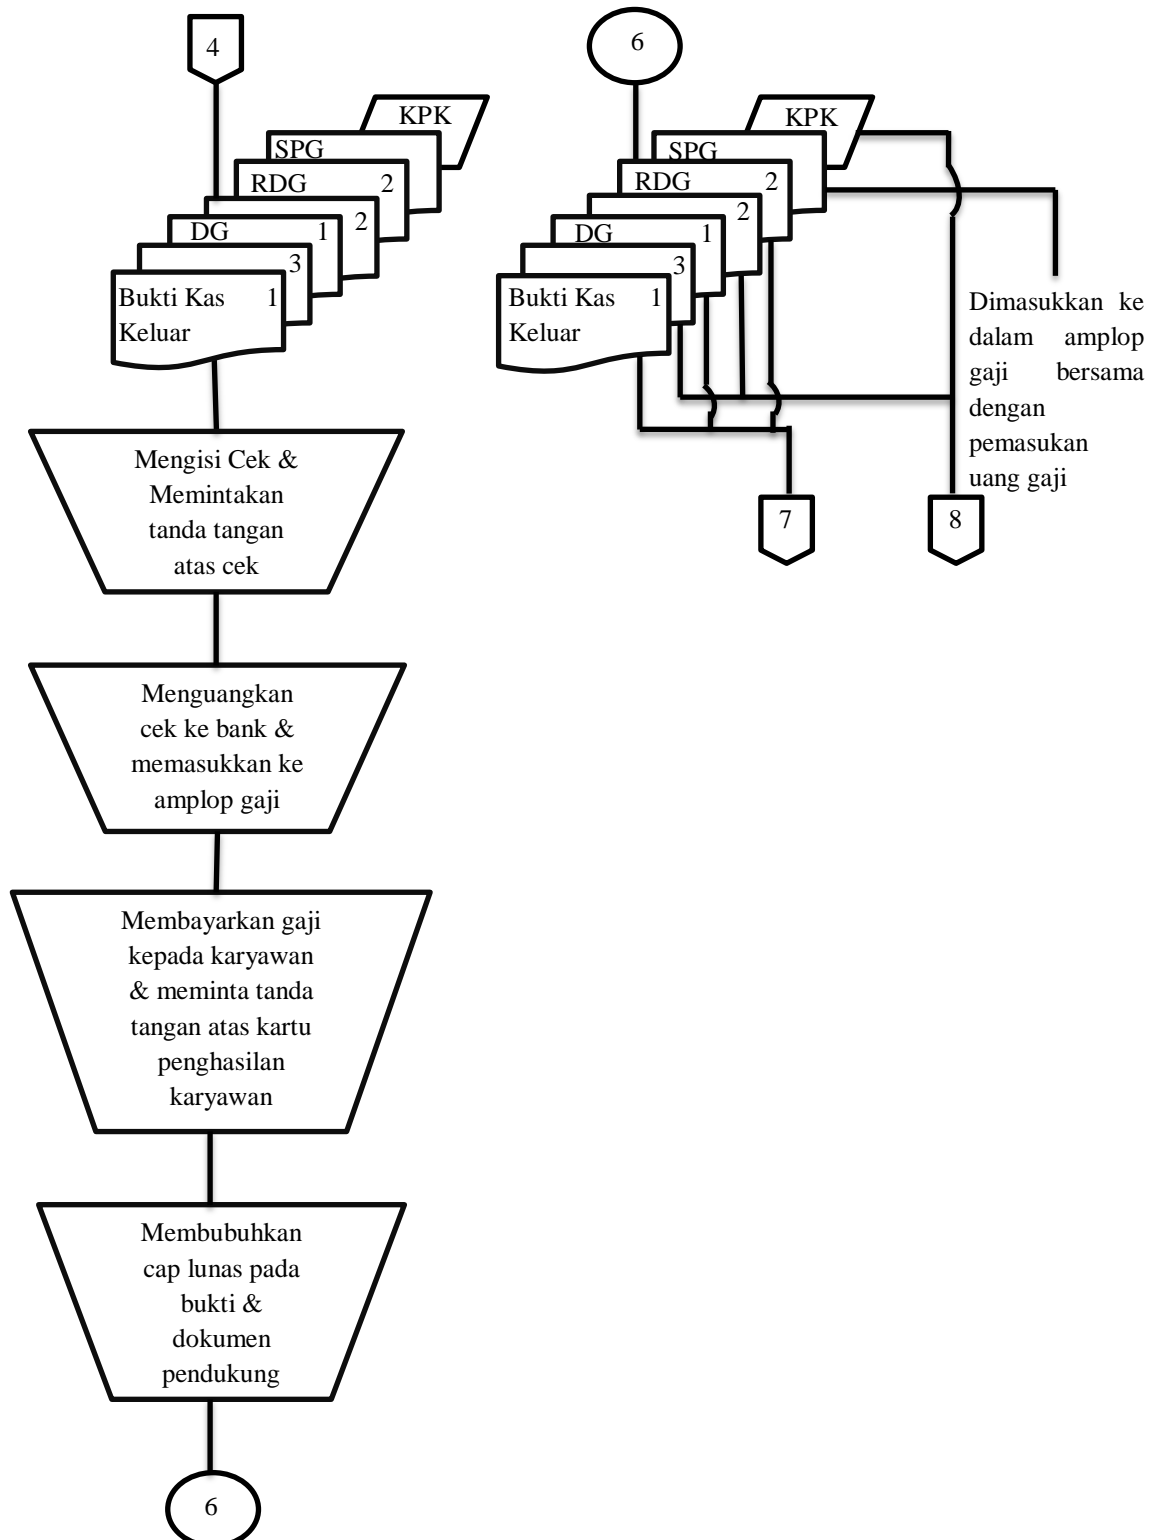 4
KPK
SPG
RDG 2
2
DG 1
3
Bukti Kas 1
Keluar
Mengisi Cek &
Memintakan
tanda tangan
atas cek
Menguangkan
cek ke bank &
memasukkan ke
amplop gaji
Membayarkan gaji
kepada karyawan
& meminta tanda
tangan atas kartu
penghasilan
karyawan
Membubuhkan
cap lunas pada
bukti &
dokumen
pendukung
6
6
KPK
SPG
RDG 2
2
DG 1
3
Bukti Kas 1
Keluar
Dimasukkan ke
dalam amplop
gaji bersama
dengan
pemasukan
uang gaji
7
8